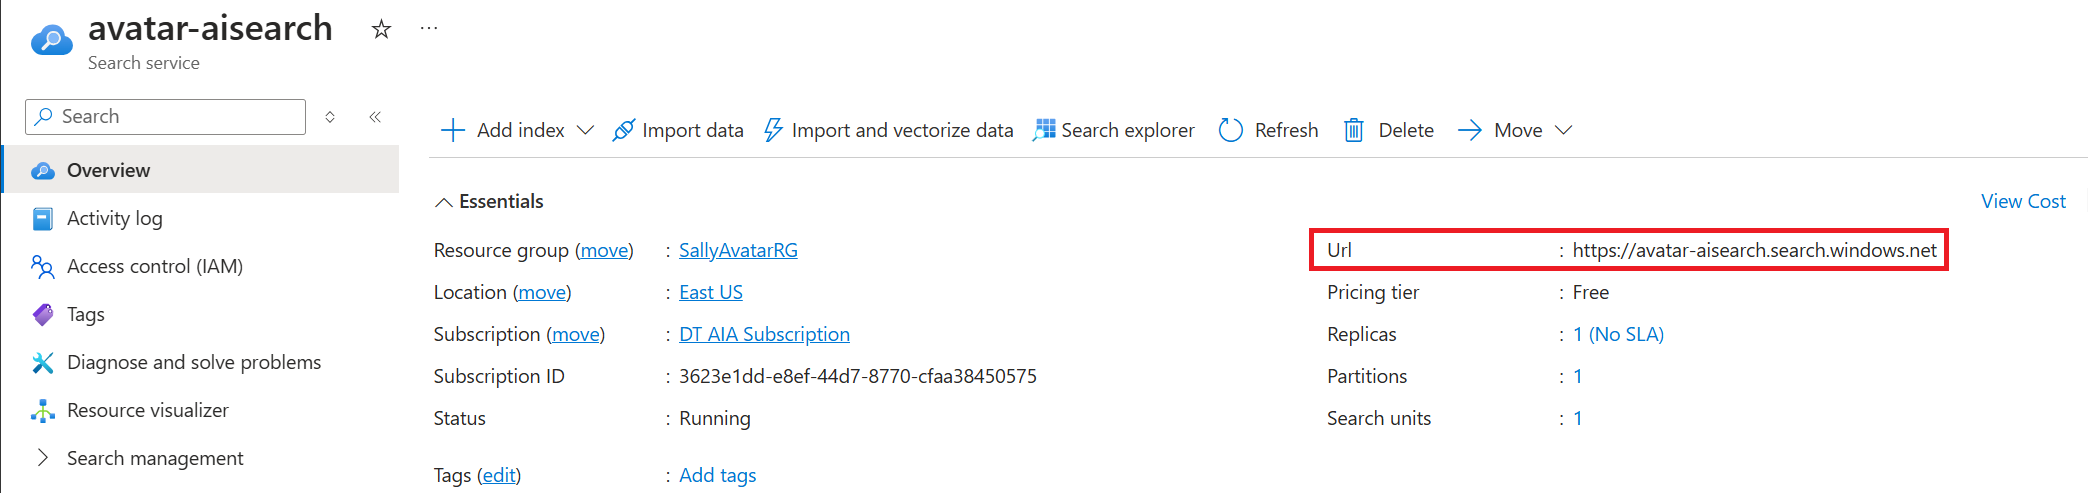 avatar-aisearch
Search service
Search
Overview
Activity log
Access control (IAM)
Tags
Diagnose and solve problems
Resource visualizer
Search management
Add index
Import data
Import and vectorize data
Search explorer
Refresh
Delete
Move
Essentials
View Cost
Resource group (move) : SallyAvatarRG
Location (move) : East US
Subscription (move) : DT AIA Subscription
Subscription ID : 3623e1dd-e8ef-44d7-8770-cfaa38450575
Status : Running
Tags (edit) : Add tags
Url : https://avatar-aisearch.search.windows.net
Pricing tier : Free
Replicas : 1 (No SLA)
Partitions : 1
Search units : 1